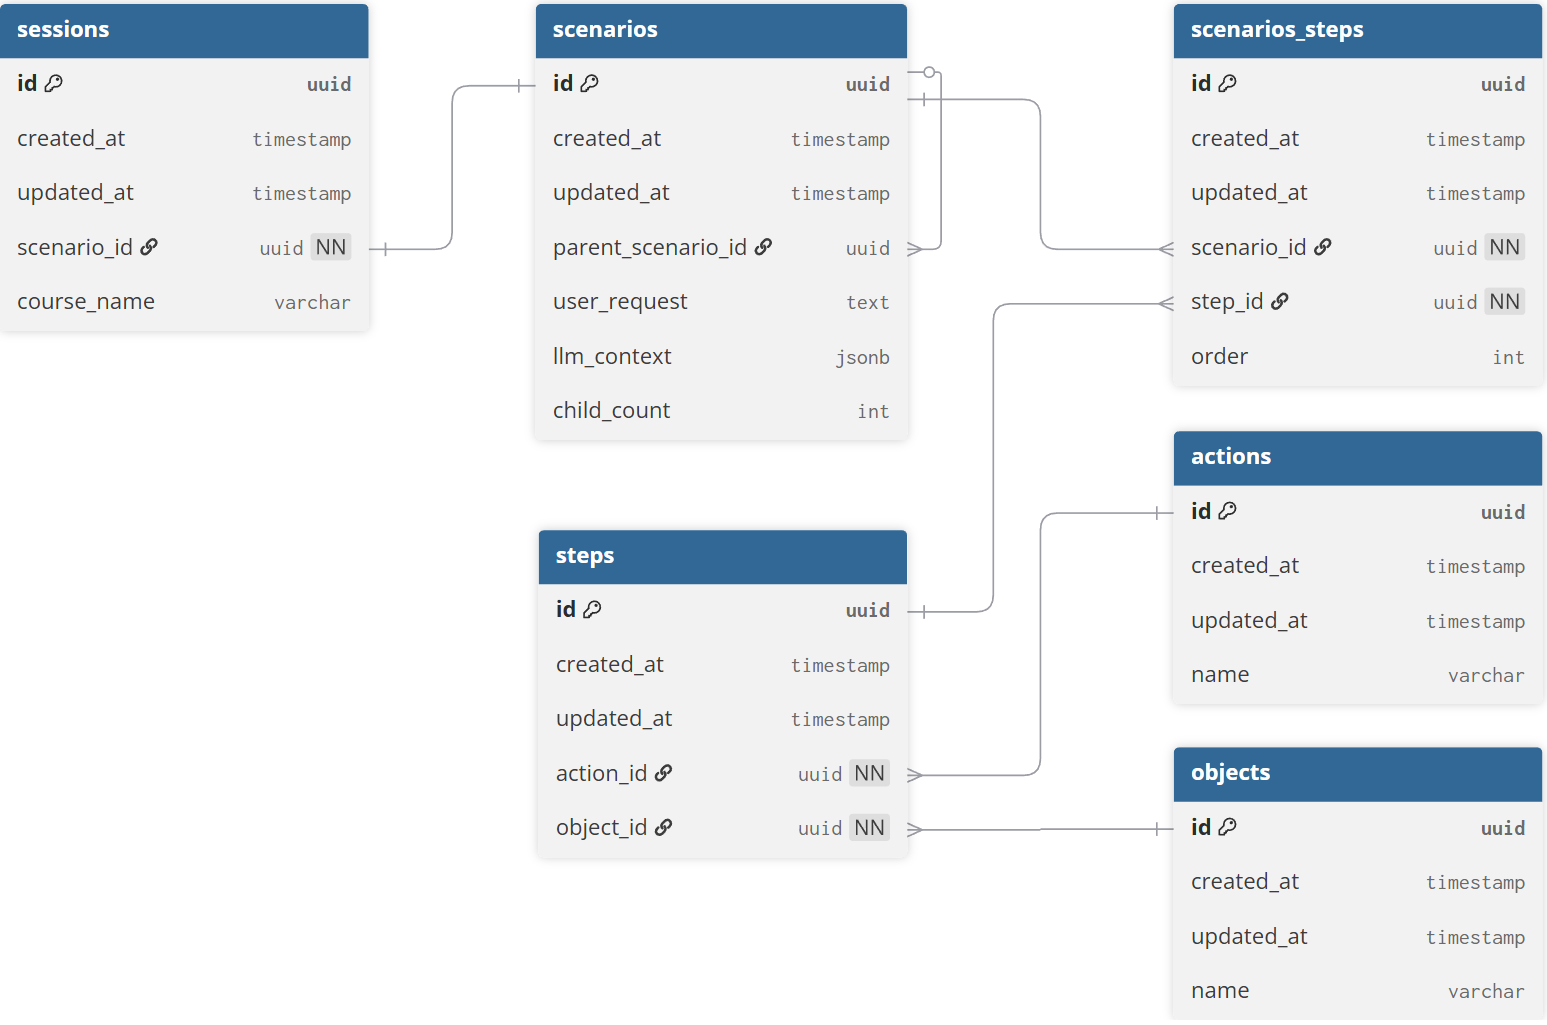 sessions
id uuid
created_at timestamp
updated_at timestamp
scenario_id uuid NN
course_name varchar
scenarios
id uuid
created_at timestamp
updated_at timestamp
parent_scenario_id uuid
user_request text
llm_context jsonb
child_count int
scenarios_steps
id uuid
created_at timestamp
updated_at timestamp
scenario_id uuid NN
step_id uuid NN
order int
steps
id uuid
created_at timestamp
updated_at timestamp
action_id uuid NN
object_id uuid NN
actions
id uuid
created_at timestamp
updated_at timestamp
name varchar
objects
id uuid
created_at timestamp
updated_at timestamp
name varchar